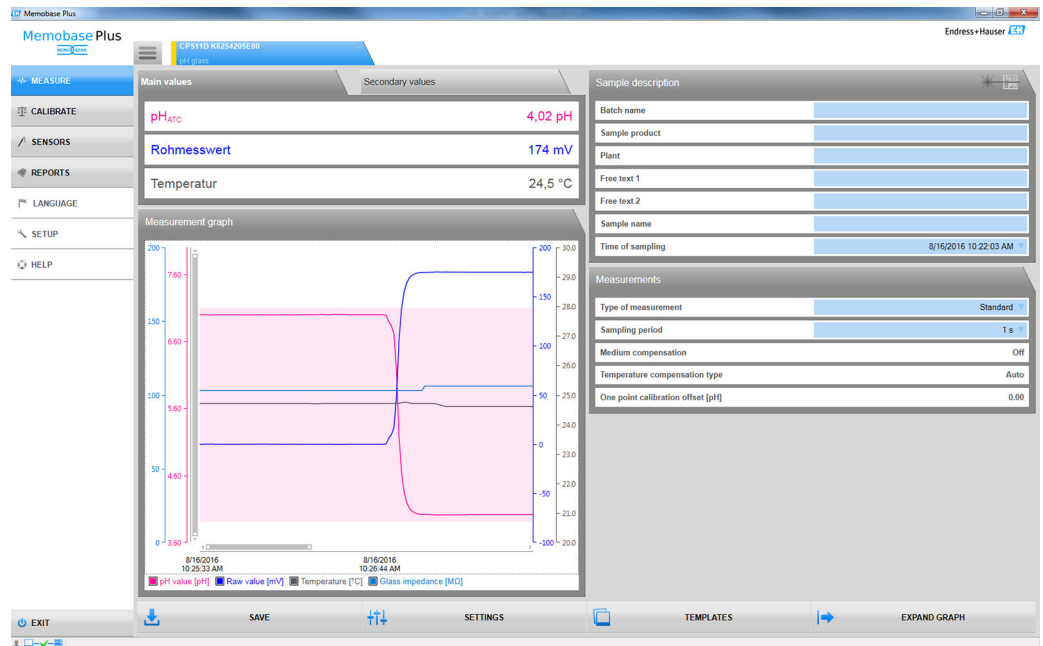 Memobase Plus
Memobase Plus
MEMO SENS
Endress+Hauser EH
CPS11D K8254205E00
pH glass
MEASURE
CALIBRATE
SENSORS
REPORTS
LANGUAGE
SETUP
HELP
EXIT
Main values
Secondary values
pHATC 4,02 pH
Rohmesswert 174 mV
Temperatur 24,5 °C
Measurement graph
200
150
100
50
0
7.60
6.60
5.60
4.60
3.60
200
150
100
50
0
-50
-100
30.0
29.0
28.0
27.0
26.0
25.0
24.0
23.0
22.0
21.0
20.0
8/16/2016
10:25:33 AM
8/16/2016
10:26:44 AM
pH value [pH] Raw value [mV] Temperature [°C] Glass impedance [MΩ]
Sample description
Batch name
Sample product
Plant
Free text 1
Free text 2
Sample name
Time of sampling 8/16/2016 10:22:03 AM
Measurements
Type of measurement Standard
Sampling period 1 s
Medium compensation Off
Temperature compensation type Auto
One point calibration offset [pH] 0.00
SAVE
SETTINGS
TEMPLATES
EXPAND GRAPH